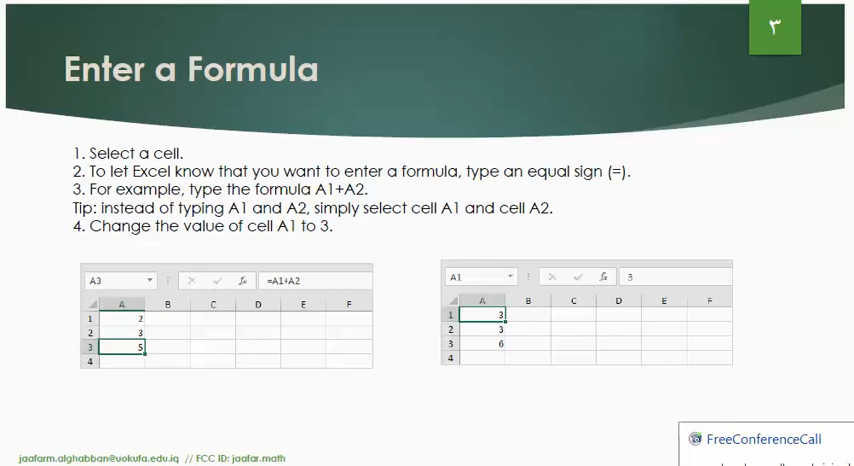 ٣
Enter a Formula
1. Select a cell.
2. To let Excel know that you want to enter a formula, type an equal sign (=).
3. For example, type the formula A1+A2.
Tip: instead of typing A1 and A2, simply select cell A1 and cell A2.
4. Change the value of cell A1 to 3.
A3 fx =A1+A2
A B C D E F
1 2
2 3
3 5
4
A1 fx 3
A B C D E F
1 3
2 3
3 6
4
FreeConferenceCall
jaafarm.alghabban@uokufa.edu.iq // FCC ID: jaafar.math